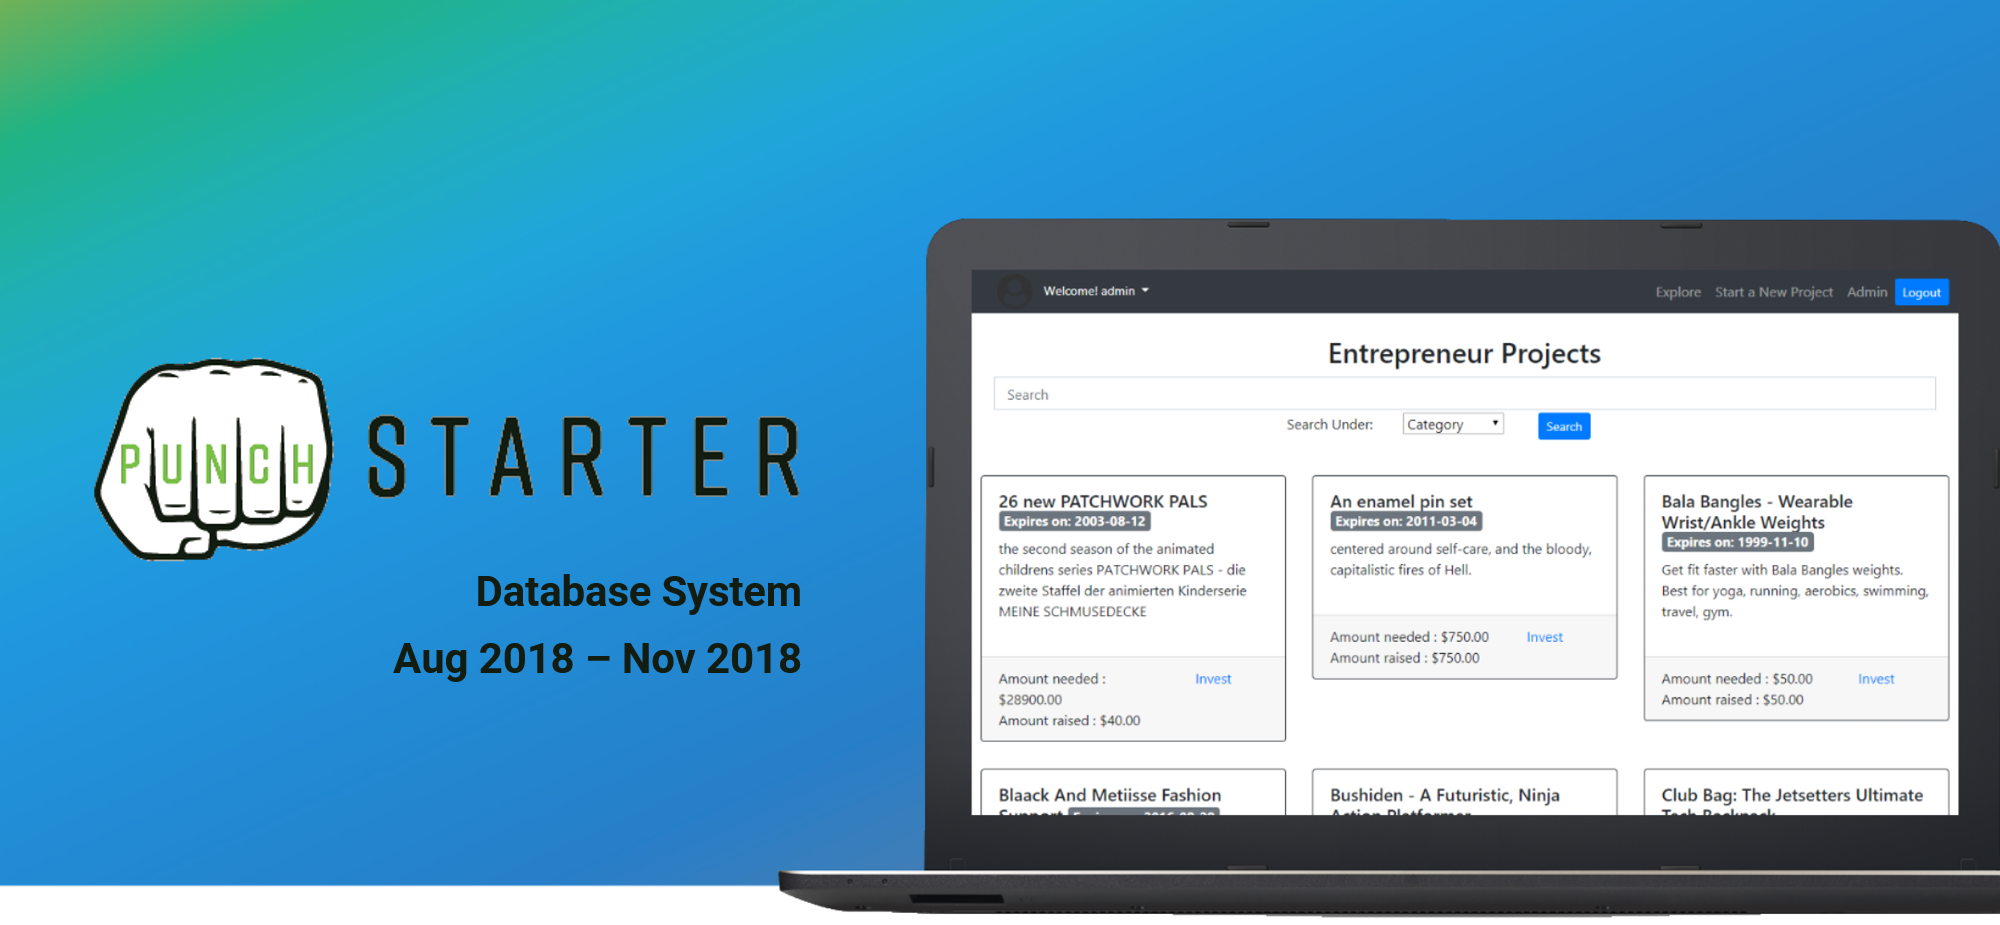 PUNCH STARTER
Database System
Aug 2018 – Nov 2018
Welcome! admin
Explore Start a New Project Admin Logout
Entrepreneur Projects
Search
Search Under: Category Search
26 new PATCHWORK PALS
Expires on: 2003-08-12
the second season of the animated
childrens series PATCHWORK PALS - die
zweite Staffel der animierten Kinderserie
MEINE SCHMUSEDECKE
Amount needed :
$28900.00
Invest
Amount raised : $40.00
An enamel pin set
Expires on: 2011-03-04
centered around self-care, and the bloody,
capitalistic fires of Hell.
Amount needed : $750.00 Invest
Amount raised : $750.00
Bala Bangles - Wearable
Wrist/Ankle Weights
Expires on: 1999-11-10
Get fit faster with Bala Bangles weights.
Best for yoga, running, aerobics, swimming,
travel, gym.
Amount needed : $50.00 Invest
Amount raised : $50.00
Blaack And Metiisse Fashion
Support
Bushiden - A Futuristic, Ninja
Action Platformer
Club Bag: The Jetsetters Ultimate
Tech Backpack